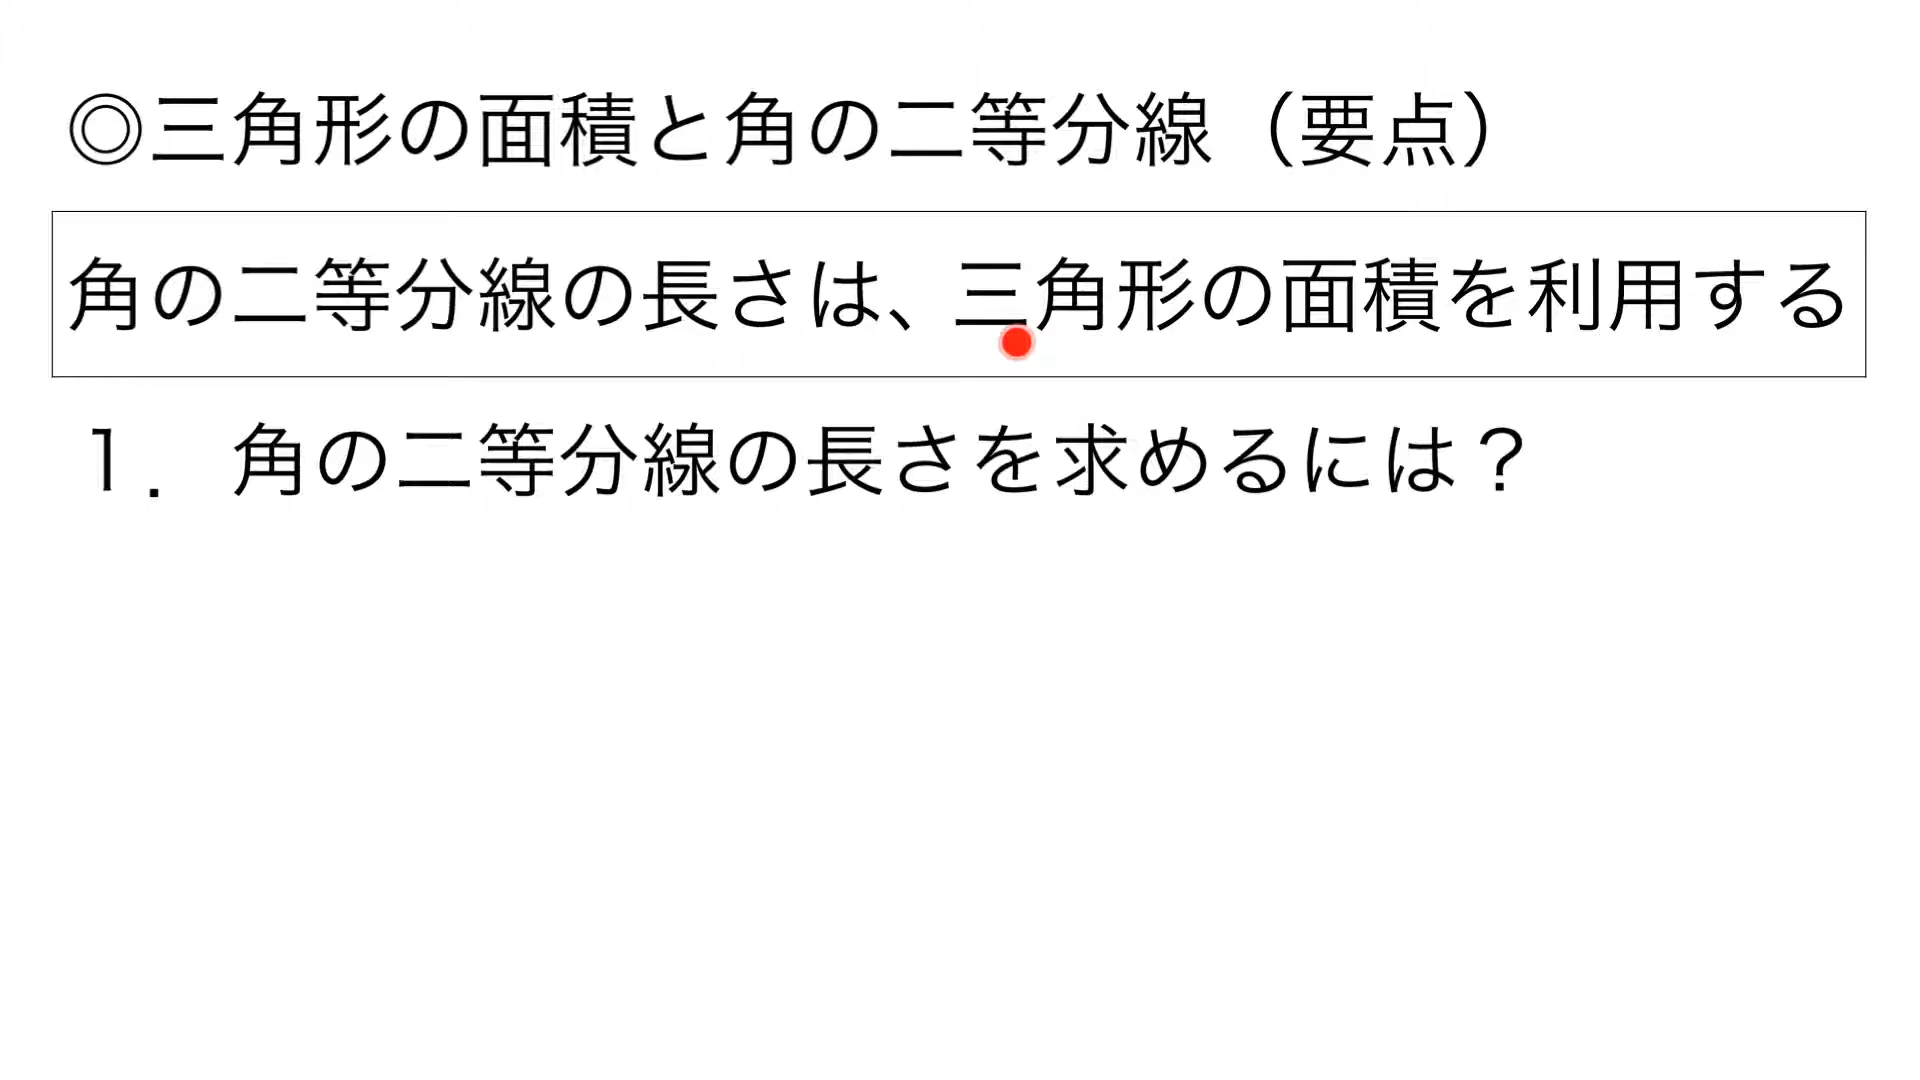 ◎三角形の面積と角の二等分線（要点）
角の二等分線の長さは、三角形の面積を利用する
１．角の二等分線の長さを求めるには？